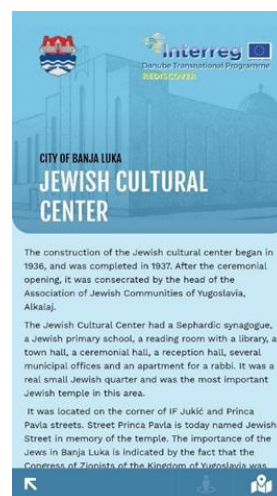 Interreg
Danube Transnational Programme
REDISCOVER
CITY OF BANJA LUKA
JEWISH CULTURAL
CENTER
The construction of the Jewish cultural center began in
1936, and was completed in 1937. After the ceremonial
opening, it was consecrated by the head of the
Association of Jewish Communities of Yugoslavia,
Alkalaj.
The Jewish Cultural Center had a Sephardic synagogue,
a Jewish primary school, a reading room with a library, a
town hall, a ceremonial hall, a reception hall, several
municipal offices and an apartment for a rabbi. It was a
real small Jewish quarter and was the most important
Jewish temple in this area.
It was located on the corner of IF Jukić and Princa
Pavla streets. Street Princa Pavla is today named Jewish
Street in memory of the temple. The importance of the
Jews in Banja Luka is indicated by the fact that the
Congress of Zionists of the Kingdom of Yugoslavia was